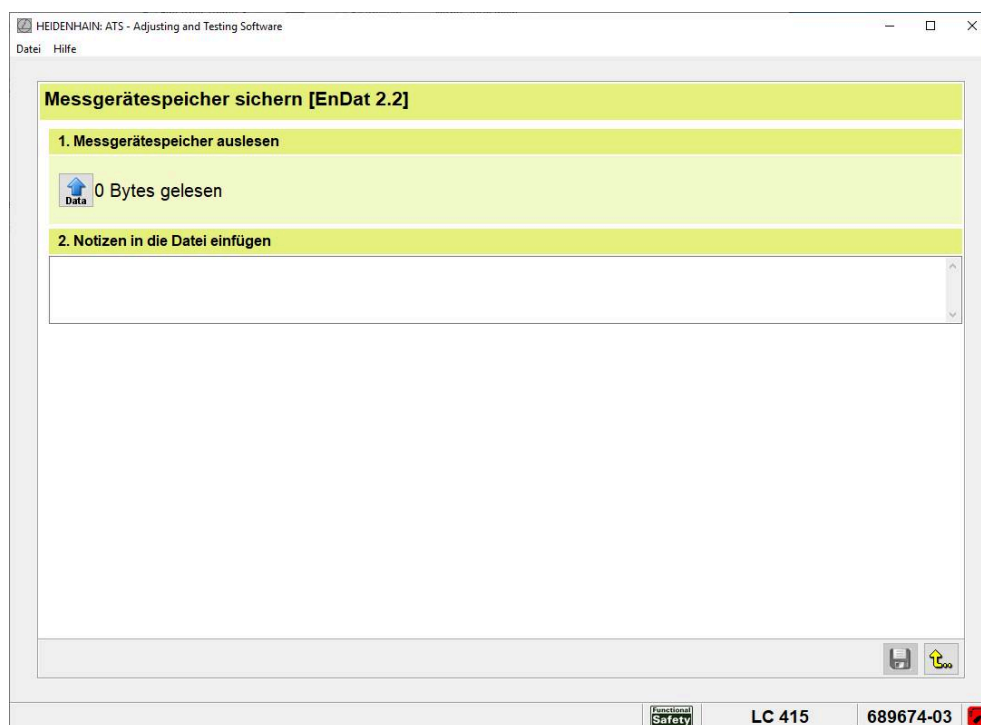 HEIDENHAIN: ATS - Adjusting and Testing Software
Datei Hilfe
Messgerätespeicher sichern [EnDat 2.2]
1. Messgerätespeicher auslesen
Data
0 Bytes gelesen
2. Notizen in die Datei einfügen
Functional
Safety
LC 415
689674-03